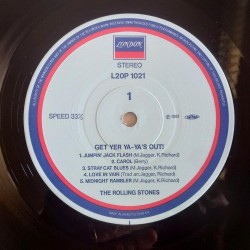 LONDON
STEREO
L20P 1021
1
SPEED 33⅓
GET YER YA-YA'S OUT!
1. JUMPIN' JACK FLASH (M.Jagger, K.Richard)
2. CAROL (Berry)
3. STRAY CAT BLUES (M.Jagger, K.Richard)
4. LOVE IN VAIN (Trad.arr.Jagger, K.Richard)
5. MIDNIGHT RAMBLER (M.Jagger, K.Richard)
THE ROLLING STONES